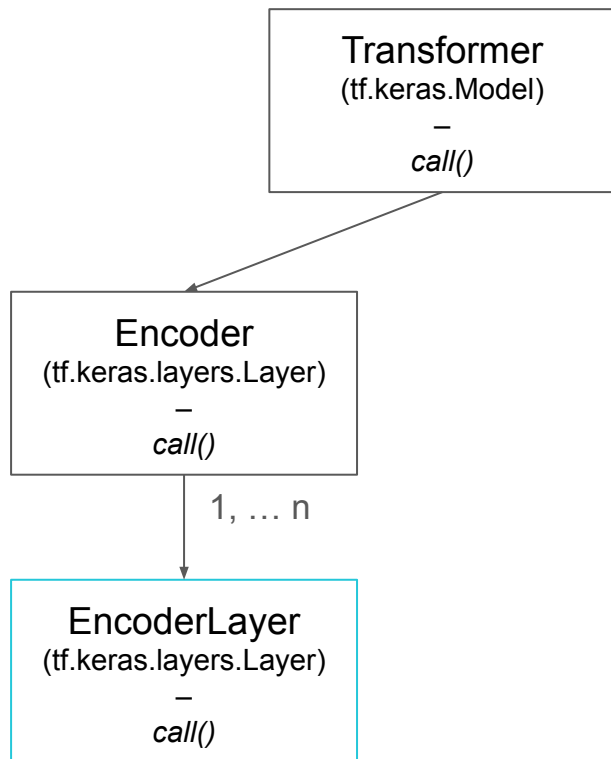 Transformer
(tf.keras.Model)
–
call()
Encoder
(tf.keras.layers.Layer)
–
call()
1, … n
EncoderLayer
(tf.keras.layers.Layer)
–
call()